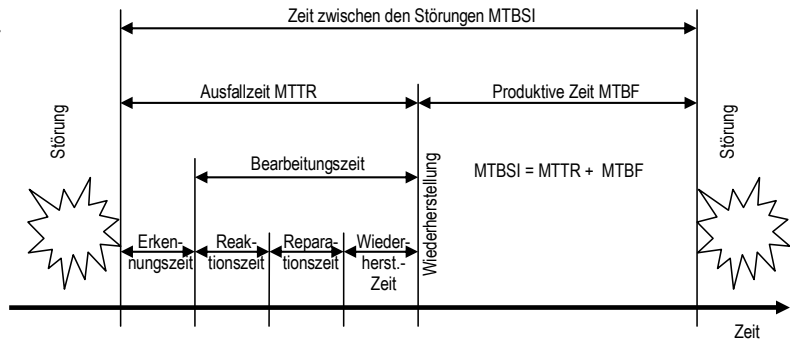 Zeit zwischen den Störungen MTBSI
Ausfallzeit MTTR
Produktive Zeit MTBF
Störung
Störung
Bearbeitungszeit
Wiederherstellung
MTBSI = MTTR + MTBF
Erken-
nungszeit
Reak-
tionszeit
Repara-
tionszeit
Wieder-
herst.-
Zeit
Zeit